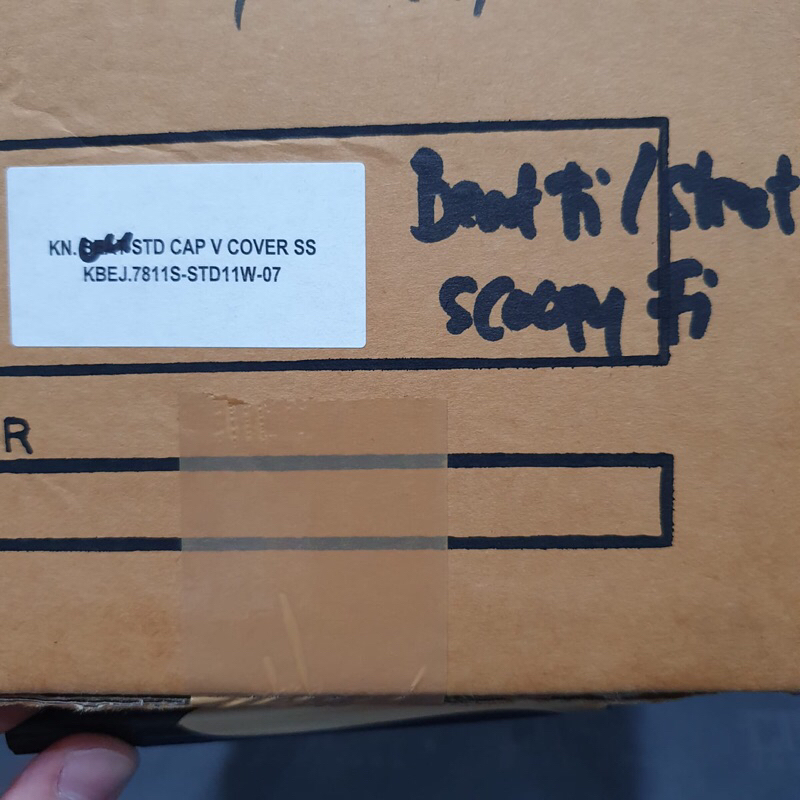 KN. STD CAP V COVER SS
KBEJ.7811S-STD11W-07
Beat Fi / street
Scoopy Fi
R